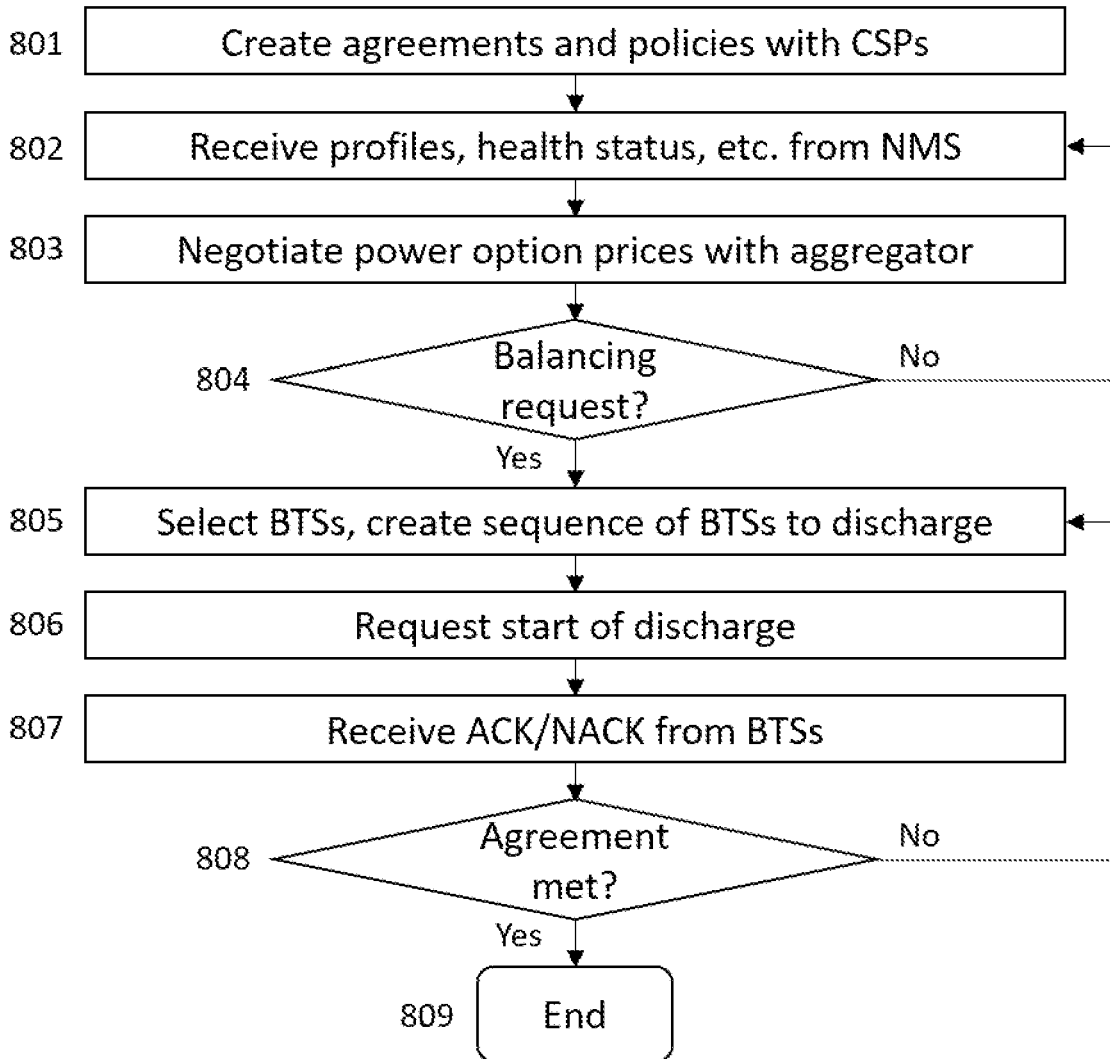 801 Create agreements and policies with CSPs
802 Receive profiles, health status, etc. from NMS
803 Negotiate power option prices with aggregator
Balancing
804 No
request?
Yes
805 Select BTSs, create sequence of BTSs to discharge
806 Request start of discharge
807 Receive ACK/NACK from BTSs
Agreement
808 No
met?
Yes
809 End